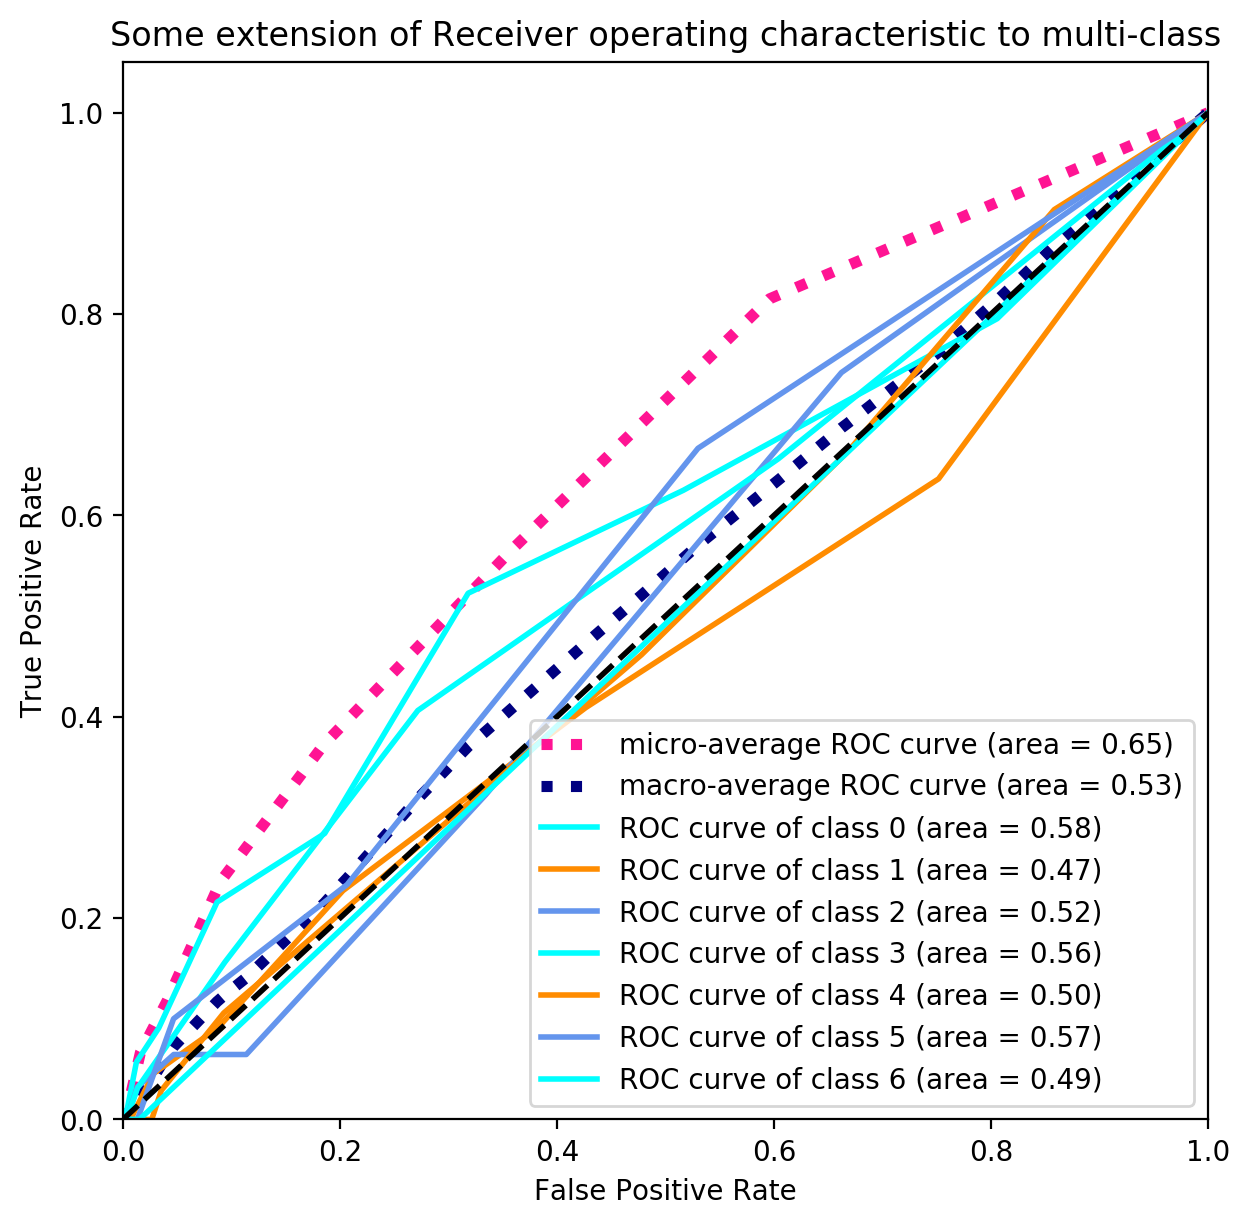 Some extension of Receiver operating characteristic to multi-class
1.0
0.8
0.6
0.4
0.2
0.0
True Positive Rate
micro-average ROC curve (area = 0.65)
macro-average ROC curve (area = 0.53)
ROC curve of class 0 (area = 0.58)
ROC curve of class 1 (area = 0.47)
ROC curve of class 2 (area = 0.52)
ROC curve of class 3 (area = 0.56)
ROC curve of class 4 (area = 0.50)
ROC curve of class 5 (area = 0.57)
ROC curve of class 6 (area = 0.49)
0.0 0.2 0.4 0.6 0.8 1.0
False Positive Rate